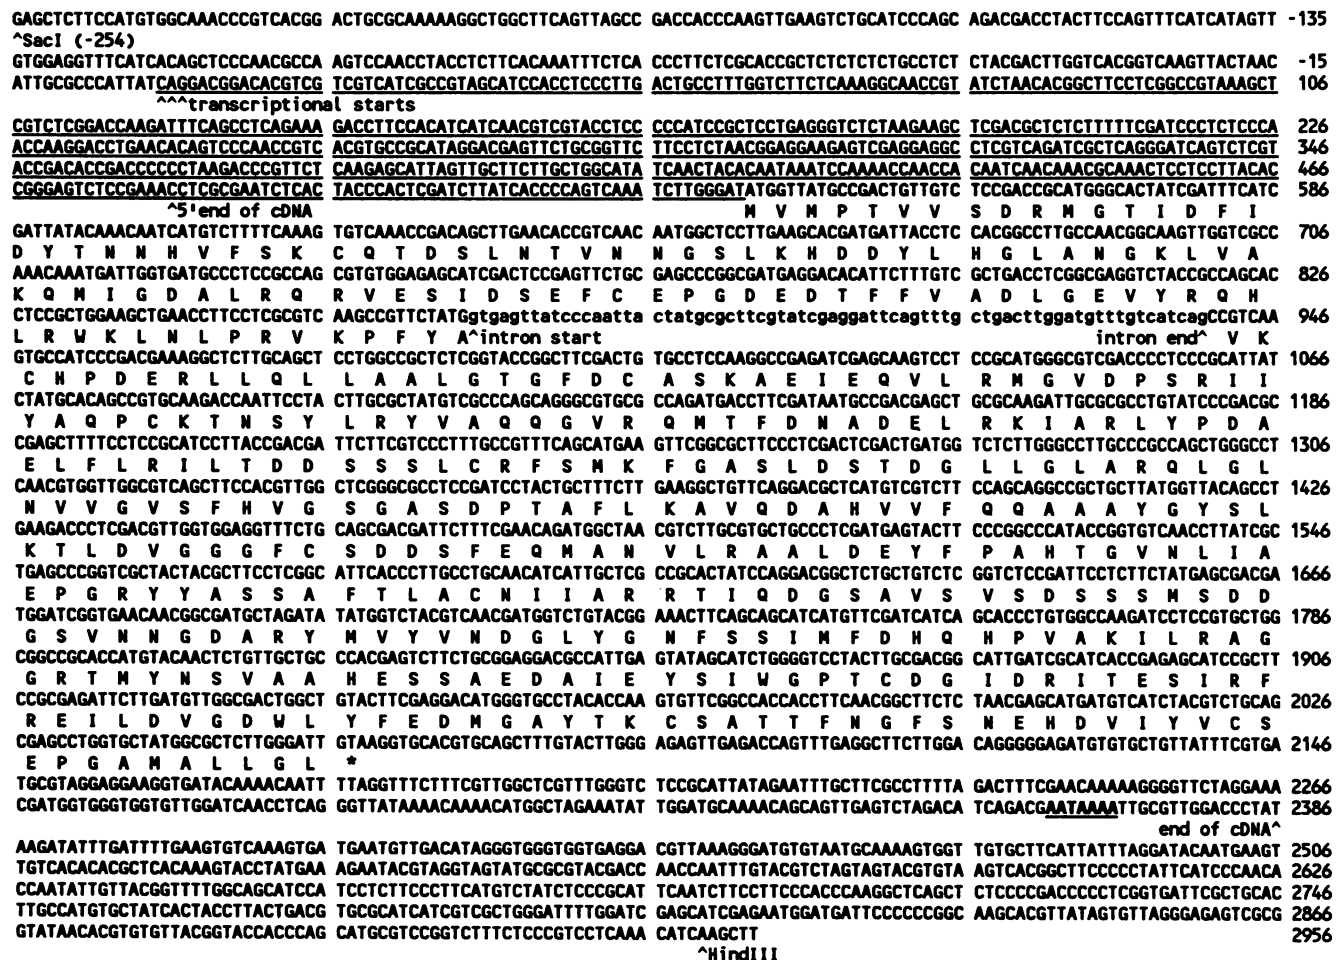 GAGCTCTTCCATGTGGCAAACCCGTCACGG ACTGCGCAAAAAGGCTGGCTTCAGTTAGCC GACCACCCAAGTTGAAGTCTGCATCCCAGC AGACGACCTACTTCCAGTTTCATCATAGTT -135
^SacI (-254)
GTGGAGGTTTCATCACAGCTCCCAACGCCA AGTCCAACCTACCTCTTCACAAATTTCTCA CCCTTCTCGCACCGCTCTCTCTCTGCCTCT CTACGACTTGGTCACGGTCAAGTTACTAAC -15
ATTGCGCCCATTATCAGGACGGACACGTCG TCGTCATCGCCGTAGCATCCACCTCCCTTG ACTGCCTTTGGTCTTCTCAAAGGCAACCGT ATCTAACACGGCTTCCTCGGCCGTAAAGCT 106
^^^transcriptional starts
CGTCTCGGACCAAGATTTCAGCCTCAGAAA GACCTTCCACATCATCAACGTCGTACCTCC CCCATCCGCTCCTGAGGGTCTCTAAGAAGC TCGACGCTCTCTTTTTCGATCCCTCTCCCA 226
ACCAAGGACCTGAACACAGTCCCAACCGTC ACGTGCCGCATAGGACGAGTTCTGCGGTTC TTCCTCTAACGGAGGAAGAGTCGAGGAGGC CTCGTCAGATCGCTCAGGGATCAGTCTCGT 346
ACCGACACGACCCCCCTAAGACCCGTTCT CAAGAGCATTAGTTGCTTCTTGCTGGCATA TCAACTACACAATAAATCCAAAACCAACCA CAATCAACAAACGCAAACTCCTCCTTACAC 466
CGGGAGTCTCCGAAACCTCGCGAATCTCAC TACCCACTCGATCTTATCACCCCAGTCAAA TCTTGGGATATGGTTATGCCGACTGTTGTC TCCGACCGCATGGGCACTATCGATTTCATC 586
^5'end of cDNA M V M P T V V S D R M G T I D F I
GATTATACAAACAATCATGTCTTTTCAAAG TGTCAAACCGACAGCTTGAACACCGTCAAC AATGGCTCCTTGAAGCACGATGATTACCTC CACGGCCTTGCCAACGGCAAGTTGGTCGCC 706
D Y T N N H V F S K C Q T D S L N T V N N G S L K H D D Y L H G L A N G K L V A
AAACAAATGATTGGTGATGCCCTCCGCCAG CGTGTGGAGAGCATCGACTCCGAGTTCTGC GAGCCCGGCGATGAGGACACATTCTTTGTC GCTGACCTCGGCGAGGTCTACCGCCAGCAC 826
K Q M I G D A L R Q R V E S I D S E F C E P G D E D T F F V A D L G E V Y R Q H
CTCCGCTGGAAGCTGAACCTTCCTCGCGTC AAGCCGTTCTATGgtgagttatcccaatta ctatgcgcttcgtatcgaggattcagtttg ctgacttggatgtttgtcatcagCCGTCAA 946
L R W K L N L P R V K P F Y A^intron start intron end^ V K
GTGCCATCCCGACGAAAGGCTCTTGCAGCT CCTGGCCGCTCTCGGTACCGGCTTCGACTG TGCCTCCAAGGCCGAGATCGAGCAAGTCCT CCGCATGGGCGTCGACCCCTCCCGCATTAT 1066
C H P D E R L L Q L L A A L G T G F D C A S K A E I E Q V L R M G V D P S R I I
CTATGCACAGCCGTGCAAGACCAATTCCTA CTTGCGCTATGTCGCCCAGCAGGGCGTGCG CCAGATGACCTTCGATAATGCCGACGAGCT GCGCAAGATTGCGCGCCTGTATCCCGACGC 1186
Y A Q P C K T N S Y L R Y V A Q Q G V R Q M T F D N A D E L R K I A R L Y P D A
CGAGCTTTTCCTCCGCATCCTTACCGACGA TTCTTCGTCCCTTTGCCGTTTCAGCATGAA GTTCGGCGCTTCCCTCGACTCGACTGATGG TCTCTTGGGCCTTGCCCGCCAGCTGGGCCT 1306
E L F L R I L T D D S S S L C R F S M K F G A S L D S T D G L L G L A R Q L G L
CAACGTGGTTGGCGTCAGCTTCCACGTTGG CTCGGGCGCCTCCGATCCTACTGCTTTCTT GAAGGCTGTTCAGGACGCTCATGTCGTCTT CCAGCAGGCCGCTGCTTATGGTTACAGCCT 1426
N V V G V S F H V G S G A S D P T A F L K A V Q D A H V V F Q Q A A A Y G Y S L
GAAGACCCTCGACGTTGGTGGAGGTTTCTG CAGCGACGATTCTTTCGAACAGATGGCTAA CGTCTTGCGTGCTGCCCTCGATGAGTACTT CCCGGCCCATACCGGTGTCAACCTTATCGC 1546
K T L D V G G G F C S D D S F E Q M A N V L R A A L D E Y F P A H T G V N L I A
TGAGCCCGGTCGCTACTACGCTTCCTCGGC ATTCACCCTTGCCTGCAACATCATTGCTCG CCGCACTATCCAGGACGGCTCTGCTGTCTC GGTCTCCGATTCCTCTTCTATGAGCGACGA 1666
E P G R Y Y A S S A F T L A C N I I A R R T I Q D G S A V S V S D S S S M S D D
TGGATCGGTGAACAACGGCGATGCTAGATA TATGGTCTACGTCAACGATGGTCTGTACGG AAACTTCAGCAGCATCATGTTCGATCATCA GCACCCTGTGGCCAAGATCCTCCGTGCTGG 1786
G S V N N G D A R Y M V Y V N D G L Y G N F S S I M F D H Q H P V A K I L R A G
CGGCCGCACCATGTACAACTCTGTTGCTGC CCACGAGTCTTCTGCGGAGGACGCCATTGA GTATAGCATCTGGGGTCCTACTTGCGACGG CATTGATCGCATCACCGAGAGCATCCGCTT 1906
G R T M Y N S V A A H E S S A E D A I E Y S I W G P T C D G I D R I T E S I R F
CCGCGAGATTCTTGATGTTGGCGACTGGCT GTACTTCGAGGACATGGGTGCCTACACCAA GTGTTCGGCCACCACCTTCAACGGCTTCTC TAACGAGCATGATGTCATCTACGTCTGCAG 2026
R E I L D V G D W L Y F E D M G A Y T K C S A T T F N G F S N E H D V I Y V C S
CGAGCCTGGTGCTATGGCGCTCTTGGGATT GTAAGGTGCACGTGCAGCTTTGTACTTGGG AGAGTTGAGACCAGTTTGAGGCTTCTTGGA CAGGGGGAGATGTGTGCTGTTATTTCGTGA 2146
E P G A M A L L G L *
TGCGTAGGAGGAAGGTGATACAAAACAATT TTAGGTTTCTTTCGTTGGCTCGTTTGGGTC TCCGCATTATAGAATTTGCTTCGCCTTTTA GACTTTCGAACAAAAAGGGGTTCTAGGAAA 2266
CGATGGTGGGTGGTGTTGGATCAACCTCAG GGTTATAAAACAAAACATGGCTAGAAATAT TGGATGCAAAACAGCAGTTGAGTCTAGACA TCAGACGAATAAAATTGCGTTGGACCCTAT 2386
end of cDNA^
AAGATATTTGATTTTGAAGTGTCAAAGTGA TGAATGTTGACATAGGGTGGGTGGTGAGGA CGTTAAAGGGATGTGTAATGCAAAAGTGGT TGTGCTTCATTATTTAGGATACAATGAAGT 2506
TGTCACACACGCTCACAAAGTACCTATGAA AGAATACGTAGGTAGTATGCGCGTACGACC AACCAATTTGTACGTCTAGTAGTACGTGTA AGTCACGGCTTCCCCCTATTCATCCCAACA 2626
CCAATATTGTTACGGTTTTGGCAGCATCCA TCCTCTTCCCTTCATGTCTATCTCCCGCAT TCAATCTTCCTTCCCACCCAAGGCTCAGCT CTCCCCGACCCCCTCGGTGATTCGCTGCAC 2746
TTGCCATGTGCTATCACTACCTTACTGACG TGCGCATCATCGTCGCTGGGATTTTGGATC GAGCATCGAGAATGGATGATTCCCCCCGGC AAGCACGTTATAGTGTTAGGGAGAGTCGCG 2866
GTATAACACGTGTGTTACGGTACCACCCAG CATGCGTCCGGTCTTTCTCCCGTCCTCAAA CATCAAGCTT 2956
^HindIII